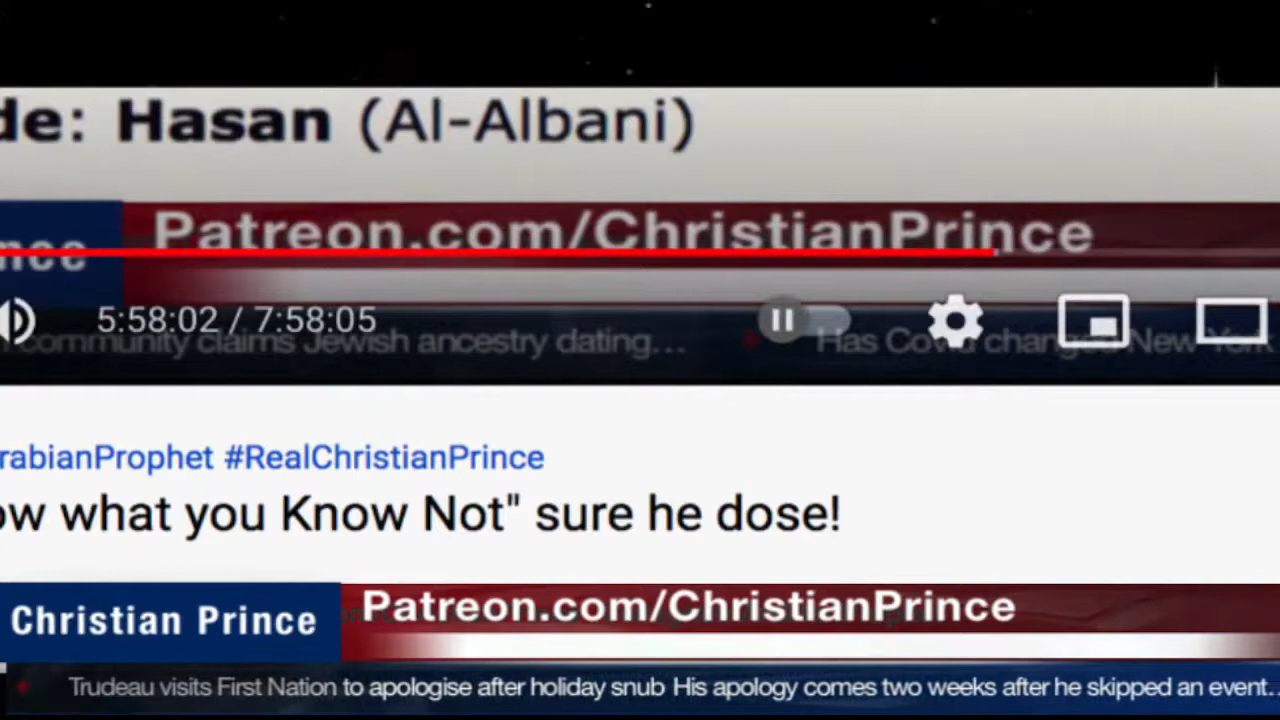 de: Hasan (Al-Albani)
Patreon.com/ChristianPrince
nce
5:58:02 / 7:58:05
community claims Jewish ancestry dating... Has Covid changed New York
rabianProphet #RealChristianPrince
ow what you Know Not" sure he dose!
Christian Prince
Patreon.com/ChristianPrince
Trudeau visits First Nation to apologise after holiday snub His apology comes two weeks after he skipped an event...